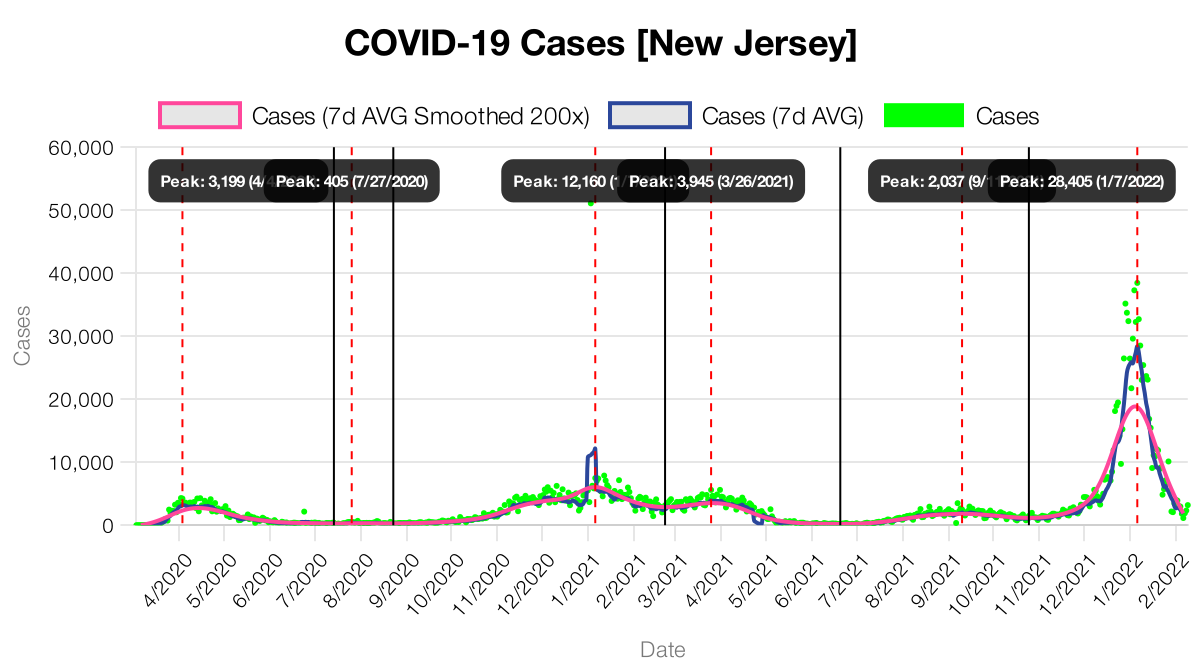 COVID-19 Cases [New Jersey]
Cases (7d AVG Smoothed 200x) Cases (7d AVG) Cases
60,000
Peak: 3,199 (4/ Peak: 405 (7/27/2020) Peak: 12,160 (1/ Peak: 3,945 (3/26/2021) Peak: 2,037 (9/1 Peak: 28,405 (1/7/2022)
50,000
40,000
30,000
20,000
10,000
0
Cases
4/2020 5/2020 6/2020 7/2020 8/2020 9/2020 10/2020 11/2020 12/2020 1/2021 2/2021 3/2021 4/2021 5/2021 6/2021 7/2021 8/2021 9/2021 10/2021 11/2021 12/2021 1/2022 2/2022
Date